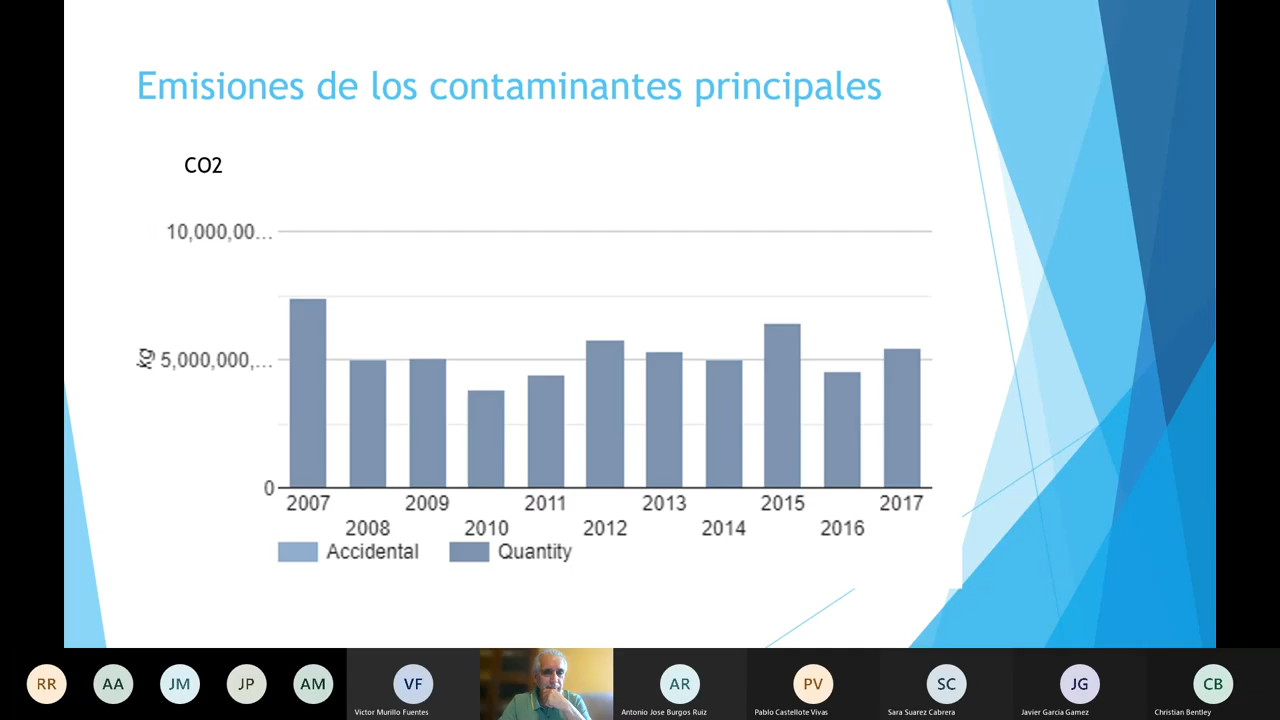 Emisiones de los contaminantes principales
CO2
10,000,00...
kg
5,000,000,...
0
2007
2008
2009
2010
2011
2012
2013
2014
2015
2016
2017
Accidental
Quantity
RR
AA
JM
JP
AM
VF
Victor Murillo Fuentes
AR
Antonio Jose Burgos Ruiz
PV
Pablo Castellote Vivas
SC
Sara Suarez Cabrera
JG
Javier Garcia Gamez
CB
Christian Bentley